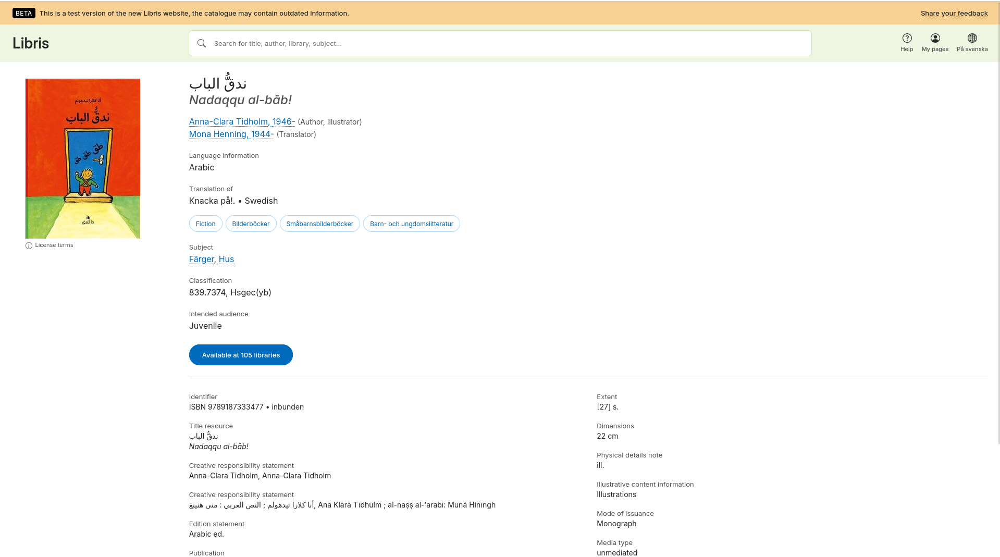 BETA This is a test version of the new Libris website, the catalogue may contain outdated information. Share your feedback
Libris
Search for title, author, library, subject...
Help
My pages
På svenska
أنا كلارا تيدهولم
ندقُّ الباب
طق طق طق
دار المنى
License terms
ندقُّ الباب
Nadaqqu al-bāb!
Anna-Clara Tidholm, 1946- (Author, Illustrator)
Mona Henning, 1944- (Translator)
Language information
Arabic
Translation of
Knacka på!. • Swedish
Fiction Bilderböcker Småbarnsbilderböcker Barn- och ungdomslitteratur
Subject
Färger, Hus
Classification
839.7374, Hsgec(yb)
Intended audience
Juvenile
Available at 105 libraries
Identifier
ISBN 9789187333477 • inbunden
Title resource
ندقُّ الباب
Nadaqqu al-bāb!
Creative responsibility statement
Anna-Clara Tidholm, Anna-Clara Tidholm
Creative responsibility statement
أنا كلارا تيدهولم ; النص العربي : منى هنينغ, Anā Klārā Tīdhūlm ; al-naṣṣ al-ʻarabī: Muná Hinīngh
Edition statement
Arabic ed.
Publication
Extent
[27] s.
Dimensions
22 cm
Physical details note
ill.
Illustrative content information
Illustrations
Mode of issuance
Monograph
Media type
unmediated